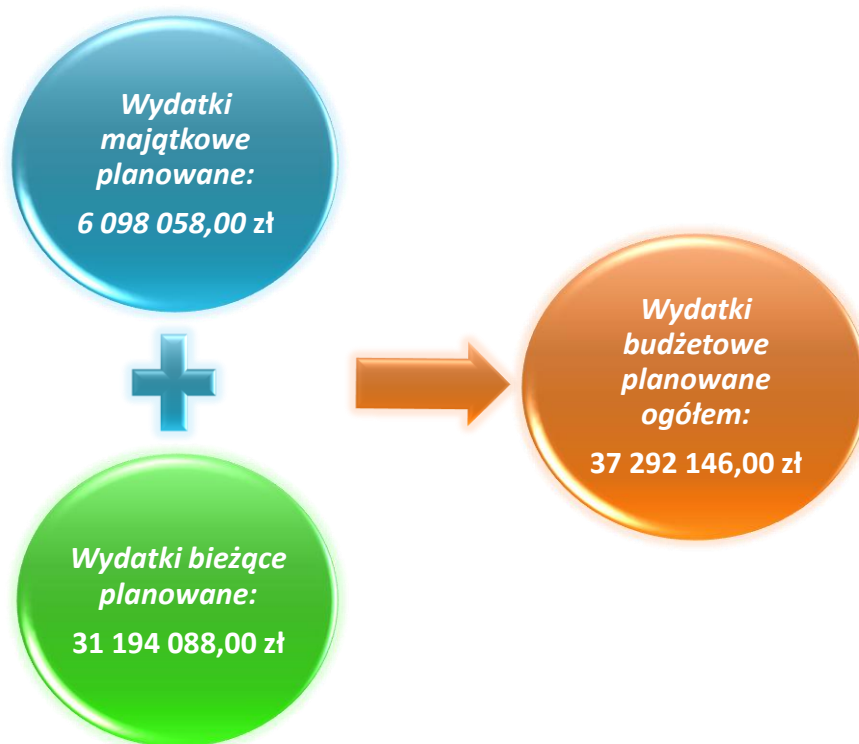 Wydatki
majątkowe
planowane:
6 098 058,00 zł
Wydatki bieżące
planowane:
31 194 088,00 zł
Wydatki
budżetowe
planowane
ogółem:
37 292 146,00 zł